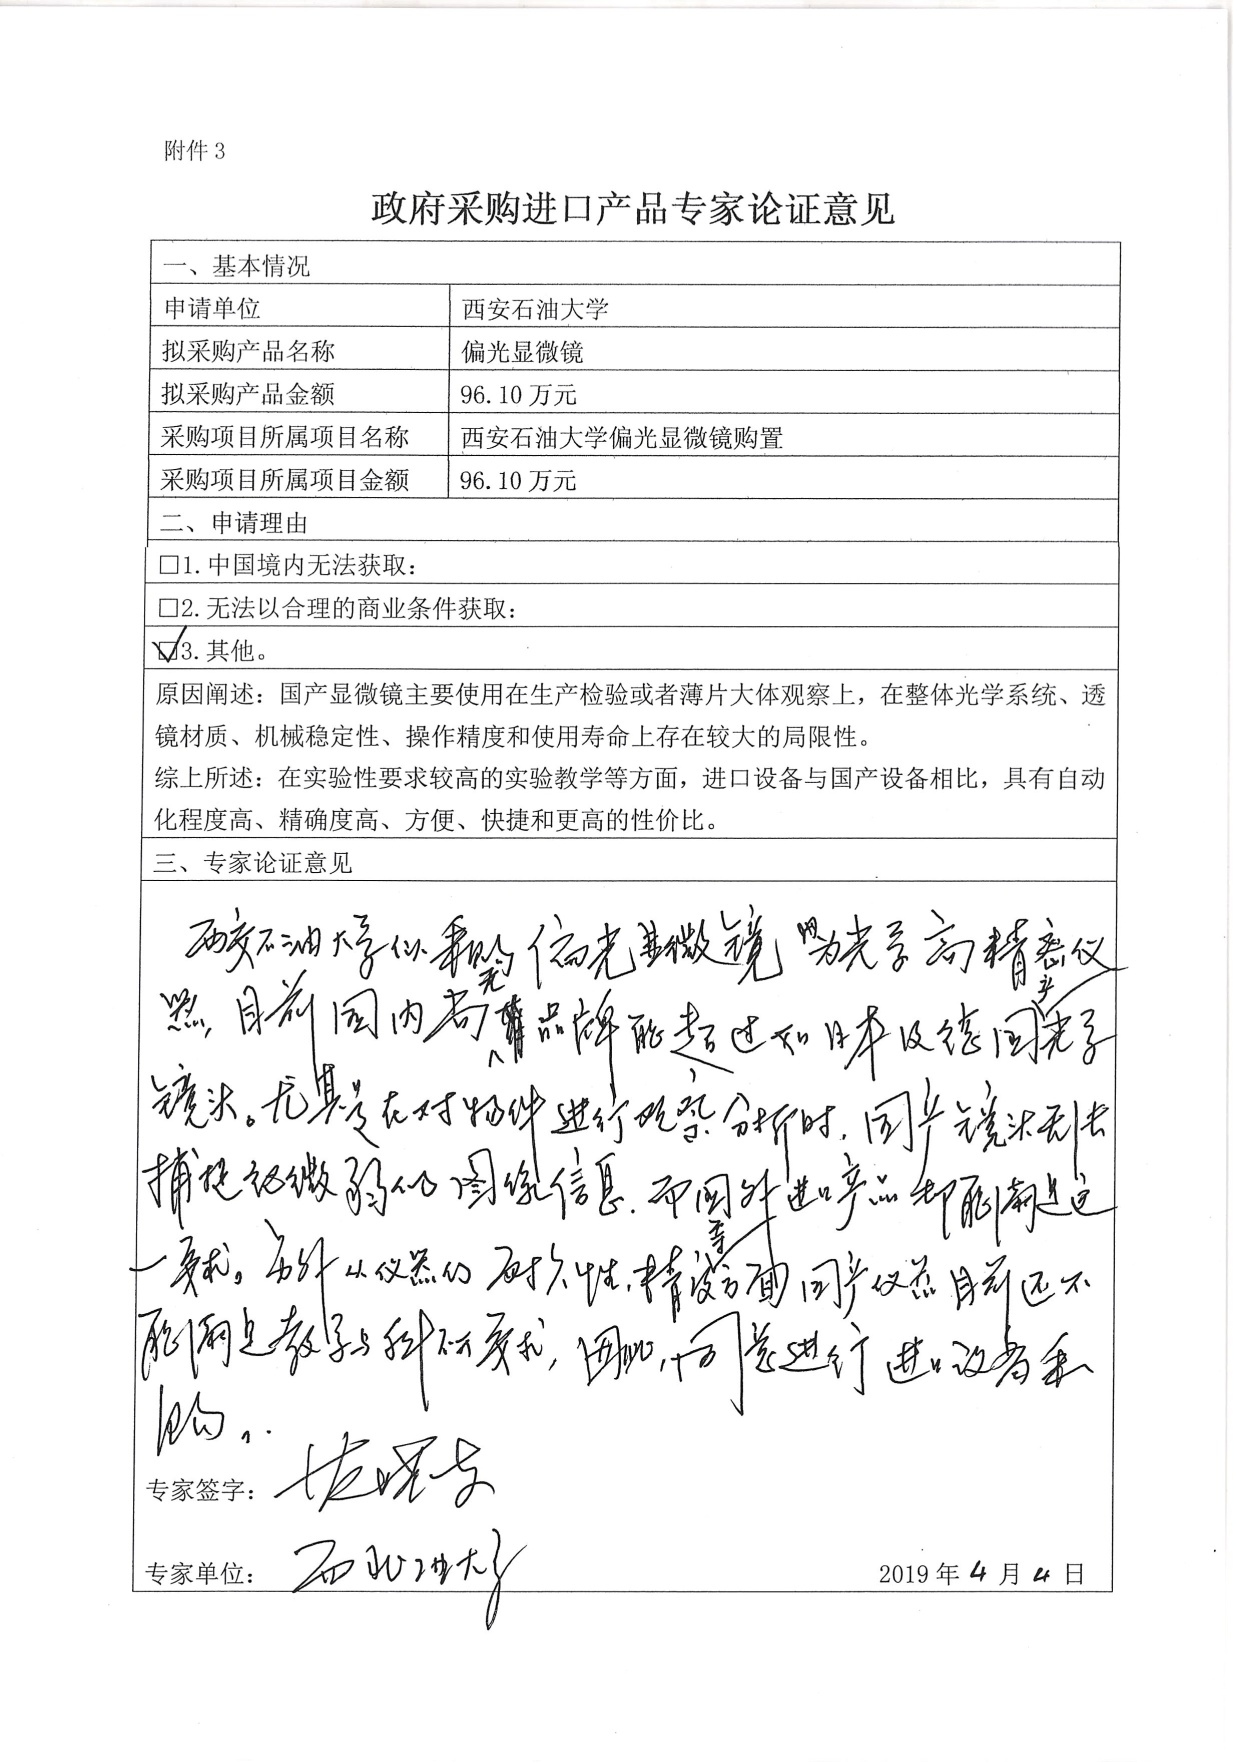 附件 3
政府采购进口产品专家论证意见
一、基本情况
申请单位 西安石油大学
拟采购产品名称 偏光显微镜
拟采购产品金额 96.10 万元
采购项目所属项目名称 西安石油大学偏光显微镜购置
采购项目所属项目金额 96.10 万元
二、申请理由
□1.中国境内无法获取：
□2.无法以合理的商业条件获取：
☑3.其他。
原因阐述：国产显微镜主要使用在生产检验或者薄片大体观察上，在整体光学系统、透
镜材质、机械稳定性、操作精度和使用寿命上存在较大的局限性。
综上所述：在实验性要求较高的实验教学等方面，进口设备与国产设备相比，具有自动
化程度高、精确度高、方便、快捷和更高的性价比。
三、专家论证意见
西安石油大学拟采购偏光显微镜 为光学高精密仪
器，目前国内尚无品牌能超过如日本及德国光学
镜头。尤其是在对物件进行观察分析时，国产镜头无法
捕捉 微弱的图像信息，而国外进口产品却能满足这
一要求。另外从仪器的耐久性，精 等方面国产仪器目前还不
能满足教学与科研要求，因此，同意进行进口设备采
购。
专家签字：
专家单位： 西北 大学 2019 年 4 月 4 日